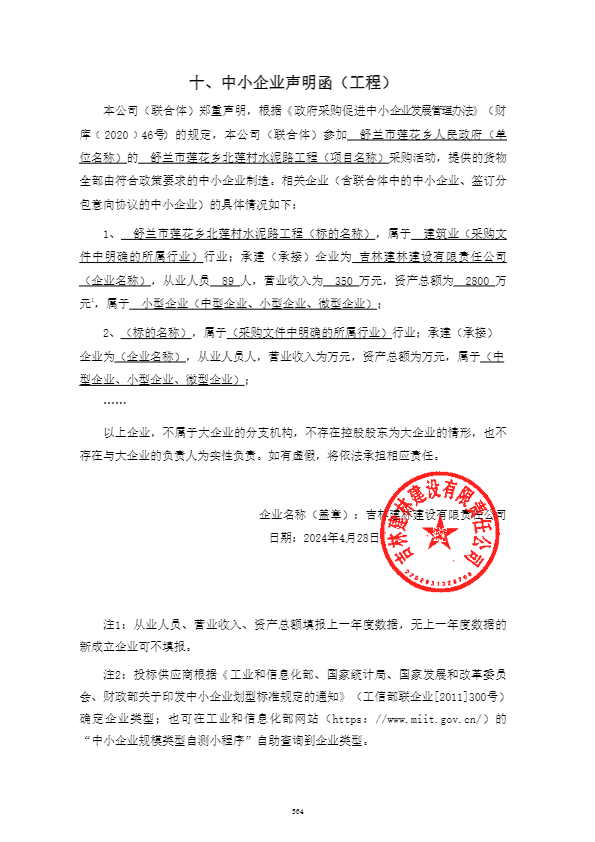 十、中小企业声明函（工程）
本公司（联合体）郑重声明，根据《政府采购促进中小企业发展管理办法》（财
库﹝2020﹞46号）的规定，本公司（联合体）参加 舒兰市莲花乡人民政府（单
位名称）的 舒兰市莲花乡北莲村水泥路工程（项目名称）采购活动，提供的货物
全部由符合政策要求的中小企业制造。相关企业（含联合体中的中小企业、签订分
包意向协议的中小企业）的具体情况如下：
1、 舒兰市莲花乡北莲村水泥路工程（标的名称），属于 建筑业（采购文
件中明确的所属行业）行业；承建（承接）企业为 吉林建林建设有限责任公司
（企业名称），从业人员 89 人，营业收入为 350 万元，资产总额为 2800 万
元¹，属于 小型企业（中型企业、小型企业、微型企业）；
2、（标的名称），属于（采购文件中明确的所属行业）行业；承建（承接）
企业为（企业名称），从业人员人，营业收入为万元，资产总额为万元，属于（中
型企业、小型企业、微型企业）；
……
以上企业，不属于大企业的分支机构，不存在控股股东为大企业的情形，也不
存在与大企业的负责人为实性负责。如有虚假，将依法承担相应责任。
企业名称（盖章）：吉林建林建设有限责任公司
日期：2024年4月28日
吉林建林建设有限责任公司
注1：从业人员、营业收入、资产总额填报上一年度数据，无上一年度数据的
新成立企业可不填报。
注2：投标供应商根据《工业和信息化部、国家统计局、国家发展和改革委员
会、财政部关于印发中小企业划型标准规定的通知》（工信部联企业[2011]300号）
确定企业类型；也可在工业和信息化部网站（https：//www.miit.gov.cn/）的
“中小企业规模类型自测小程序”自助查询到企业类型。
364